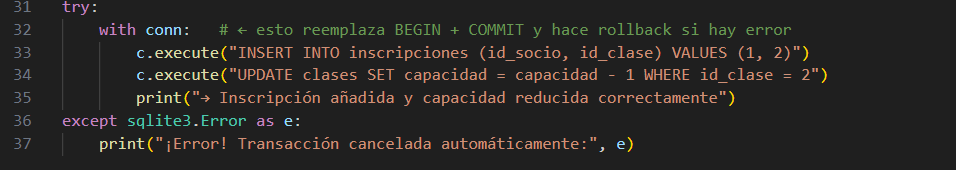 31 try:
32     with conn:   # ← esto reemplaza BEGIN + COMMIT y hace rollback si hay error
33         c.execute("INSERT INTO inscripciones (id_socio, id_clase) VALUES (1, 2)")
34         c.execute("UPDATE clases SET capacidad = capacidad - 1 WHERE id_clase = 2")
35         print("→ Inscripción añadida y capacidad reducida correctamente")
36 except sqlite3.Error as e:
37     print("¡Error! Transacción cancelada automáticamente:", e)